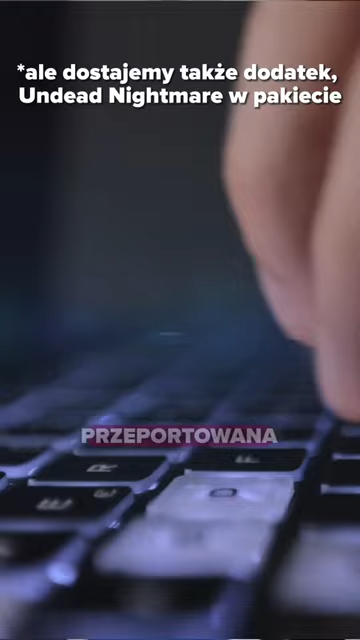 *ale dostajemy także dodatek,
Undead Nightmare w pakiecie
PRZEPORTOWANA